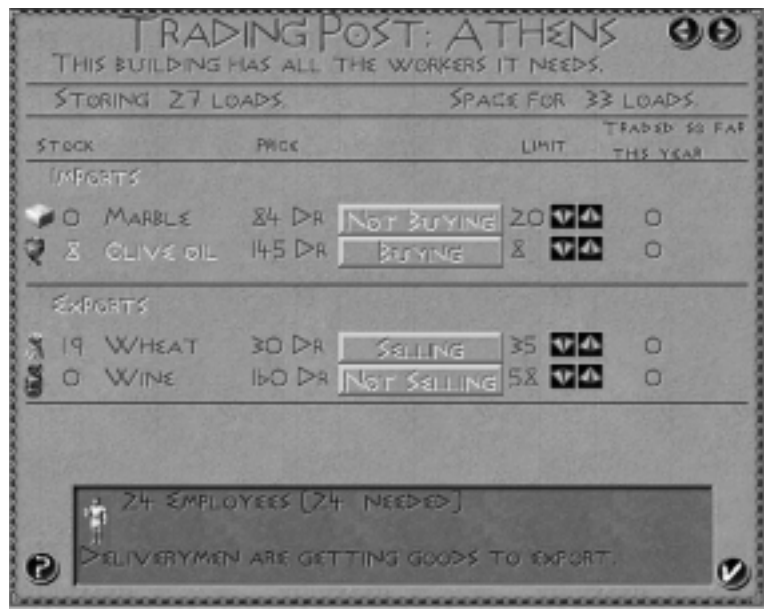 TRADING POST: ATHENS
THIS BUILDING HAS ALL THE WORKERS IT NEEDS.
STORING 27 LOADS. SPACE FOR 33 LOADS.
STOCK PRICE LIMIT TRADED SO FAR THIS YEAR
IMPORTS
0 MARBLE 84 DR NOT BUYING 20 0
8 OLIVE OIL 145 DR BUYING 8 0
EXPORTS
19 WHEAT 30 DR SELLING 35 0
0 WINE 160 DR NOT SELLING 58 0
24 EMPLOYEES (24 NEEDED)
DELIVERYMEN ARE GETTING GOODS TO EXPORT.
?